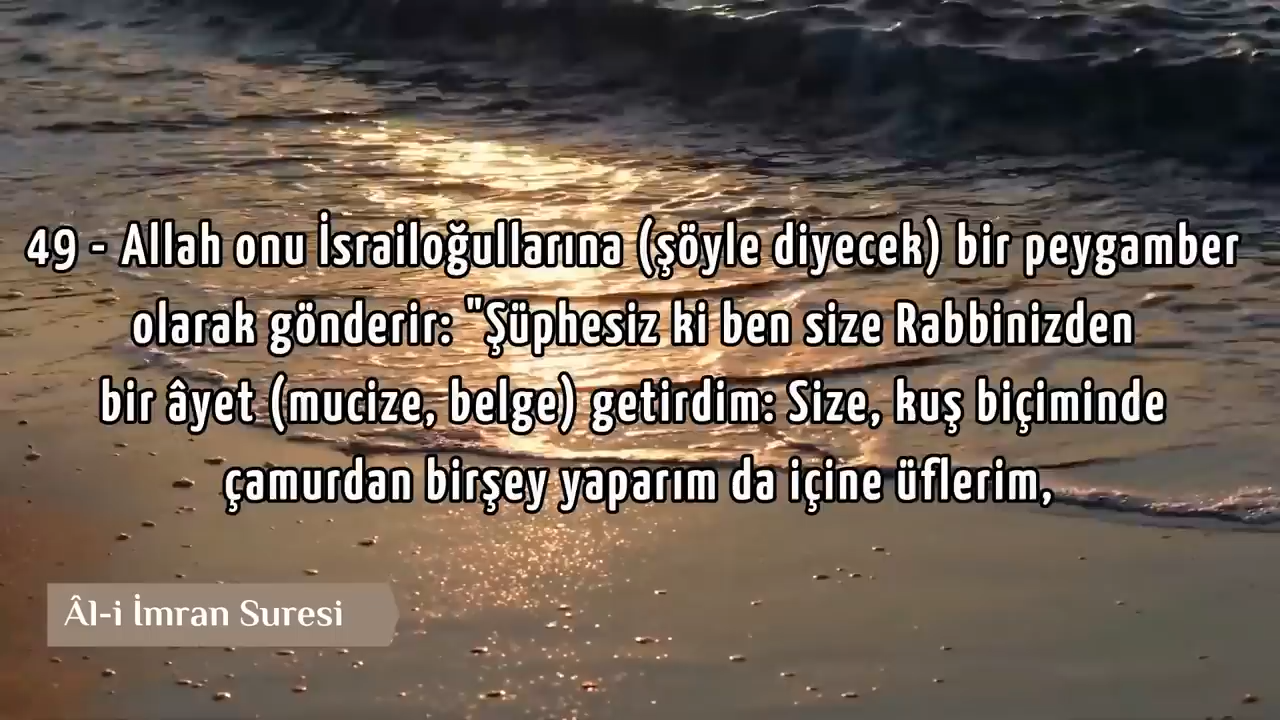 49 - Allah onu İsrailoğullarına (şöyle diyecek) bir peygamber
olarak gönderir: "Şüphesiz ki ben size Rabbinizden
bir âyet (mucize, belge) getirdim: Size, kuş biçiminde
çamurdan birşey yaparım da içine üflerim,
Âl-i İmran Suresi